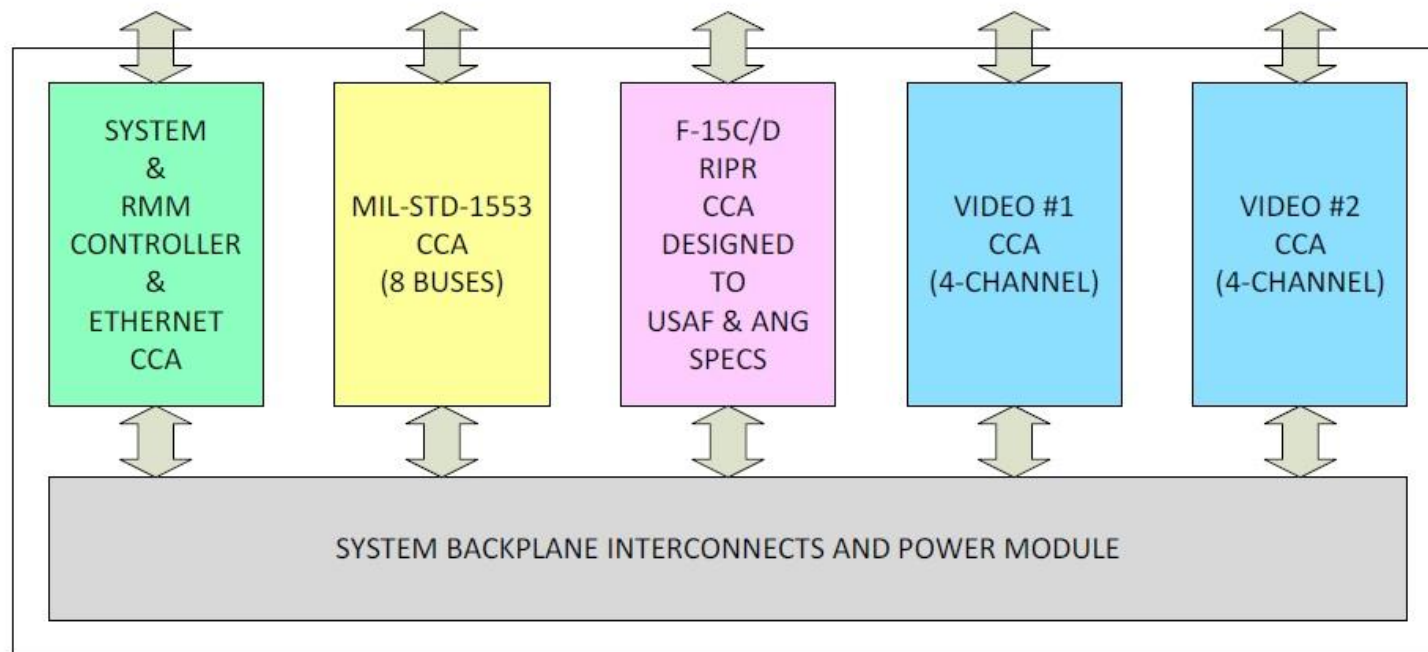 SYSTEM
&
RMM
CONTROLLER
&
ETHERNET
CCA
MIL-STD-1553
CCA
(8 BUSES)
F-15C/D
RIPR
CCA
DESIGNED
TO
USAF & ANG
SPECS
VIDEO #1
CCA
(4-CHANNEL)
VIDEO #2
CCA
(4-CHANNEL)
SYSTEM BACKPLANE INTERCONNECTS AND POWER MODULE